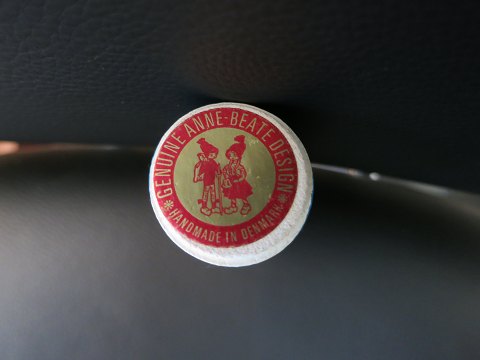 GENUINE ANNE-BEATE DESIGN
* HANDMADE IN DENMARK *